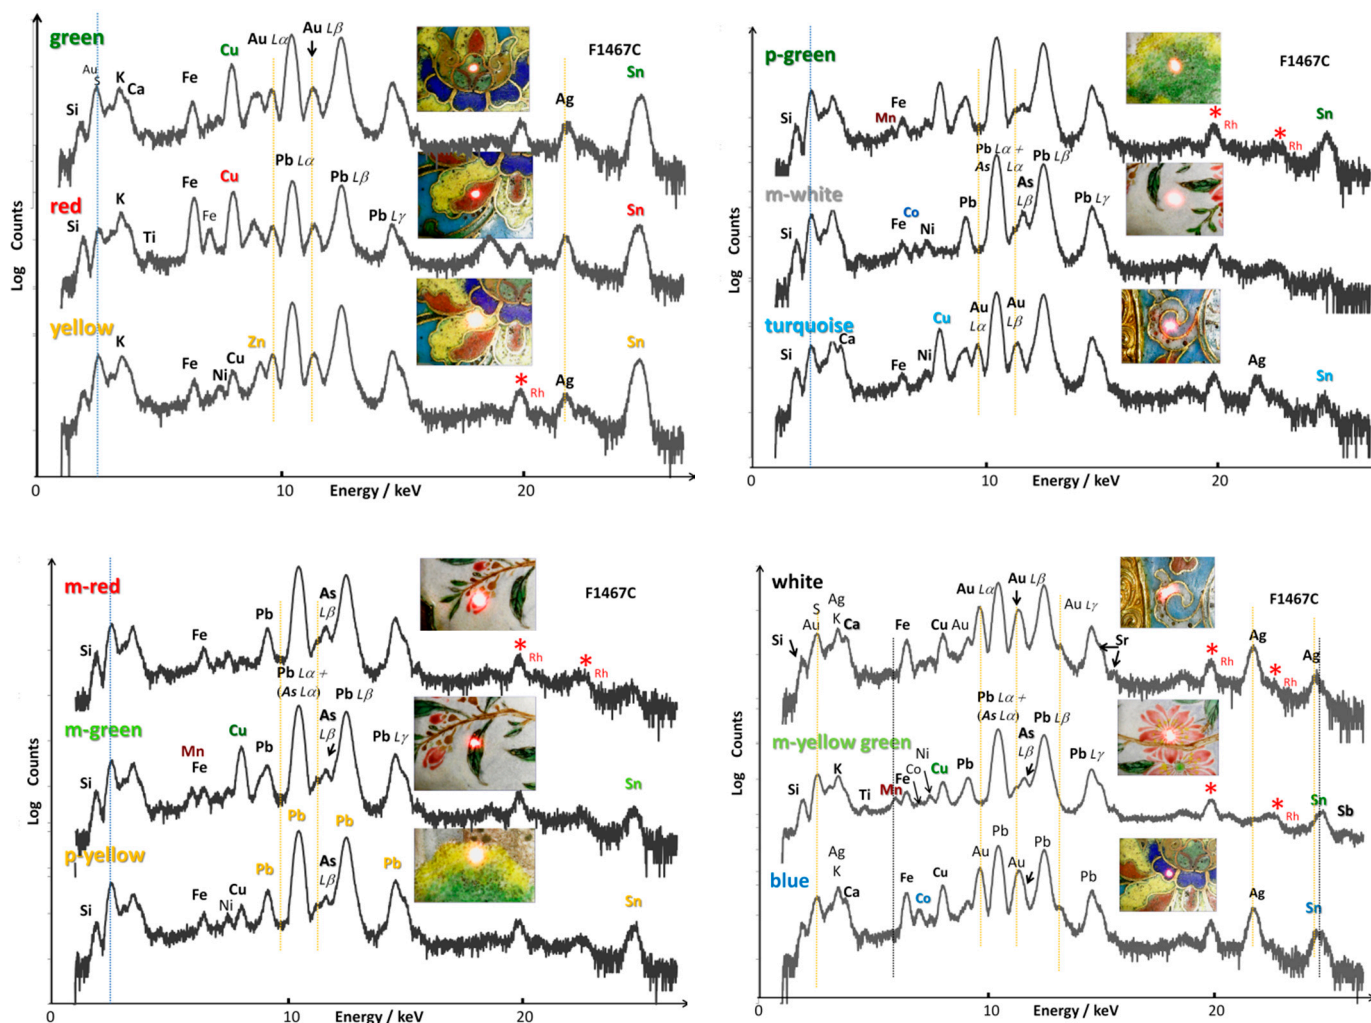 green
Au
S
Si
K
Ca
Fe
Cu
Au Lα
Au Lβ
F1467C
Ag
Sn
red
Si
K
Ti
Fe
Fe
Cu
Pb Lα
Pb Lβ
Pb Lγ
Sn
yellow
K
Fe
Ni
Cu
Zn
* Rh
Ag
Sn
Log Counts
0
10
20
Energy / keV
p-green
Si
Mn
Fe
F1467C
* Rh
* Rh
Sn
m-white
Si
Fe
Co
Ni
Pb
Pb Lα +
As Lα
As
Lβ
Pb Lβ
Pb Lγ
turquoise
Si
Ca
Fe
Ni
Cu
Au
Lα
Au
Lβ
Ag
Sn
Log Counts
0
10
20
Energy / keV
m-red
Si
Fe
Pb
As
Lβ
F1467C
* Rh
* Rh
m-green
Si
Mn
Fe
Cu
Pb
Pb Lα +
(As Lα)
As
Lβ
Pb Lβ
Pb Lγ
Sn
p-yellow
Si
Fe
Ni
Cu
Pb
Pb
As
Lβ
Pb
Pb
Sn
Log Counts
0
10
20
Energy / keV
white
Si
S
Au
Ag
K
Ca
Fe
Cu
Au
Au Lα
Au Lβ
Au Lγ
Sr
F1467C
* Rh
Ag
* Rh
Ag
m-yellow green
Si
K
Ti
Mn
Fe
Co
Ni
Cu
Pb
Pb Lα +
(As Lα)
As
Lβ
Pb Lβ
Pb Lγ
* Rh
* Rh
Sn
Sb
blue
Ag
K
Ca
Fe
Co
Cu
Au
Pb
Au
Pb
Pb
Ag
Sn
Log Counts
0
10
20
Energy / keV